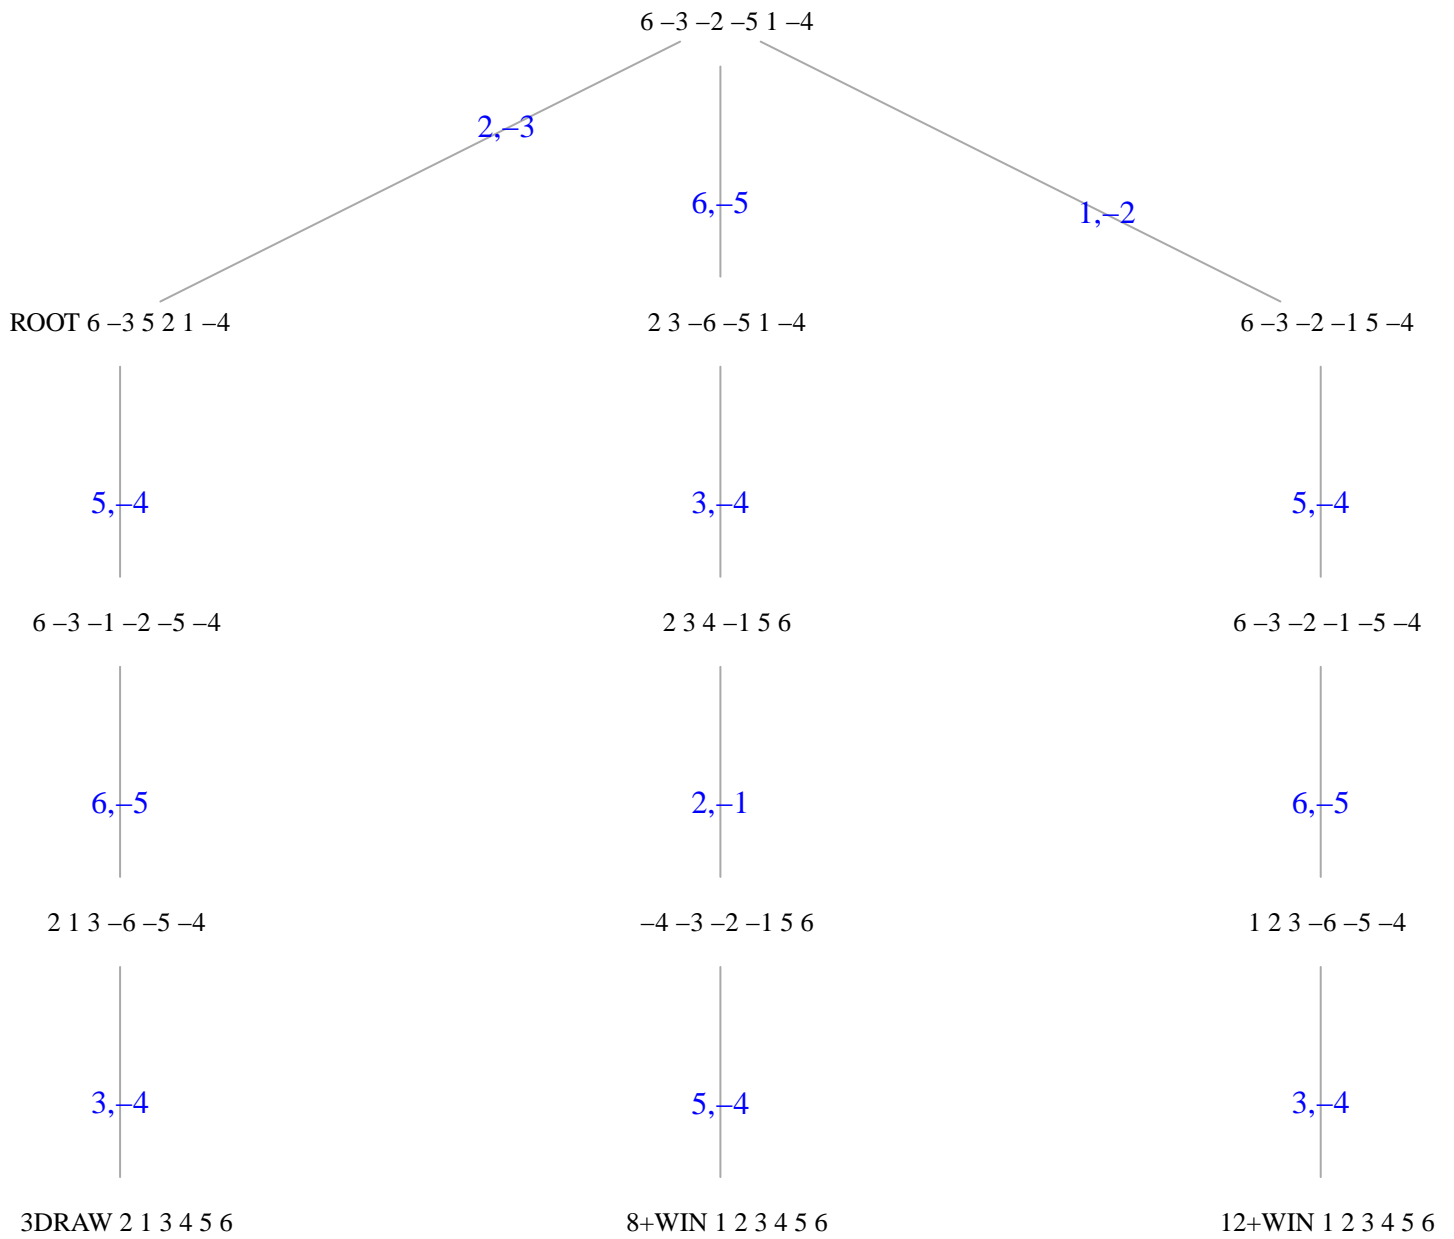 6 –3 –2 –5 1 –4
2,–3
6,–5
1,–2
ROOT 6 –3 5 2 1 –4
2 3 –6 –5 1 –4
6 –3 –2 –1 5 –4
5,–4
3,–4
5,–4
6 –3 –1 –2 –5 –4
2 3 4 –1 5 6
6 –3 –2 –1 –5 –4
6,–5
2,–1
6,–5
2 1 3 –6 –5 –4
–4 –3 –2 –1 5 6
1 2 3 –6 –5 –4
3,–4
5,–4
3,–4
3DRAW 2 1 3 4 5 6
8+WIN 1 2 3 4 5 6
12+WIN 1 2 3 4 5 6